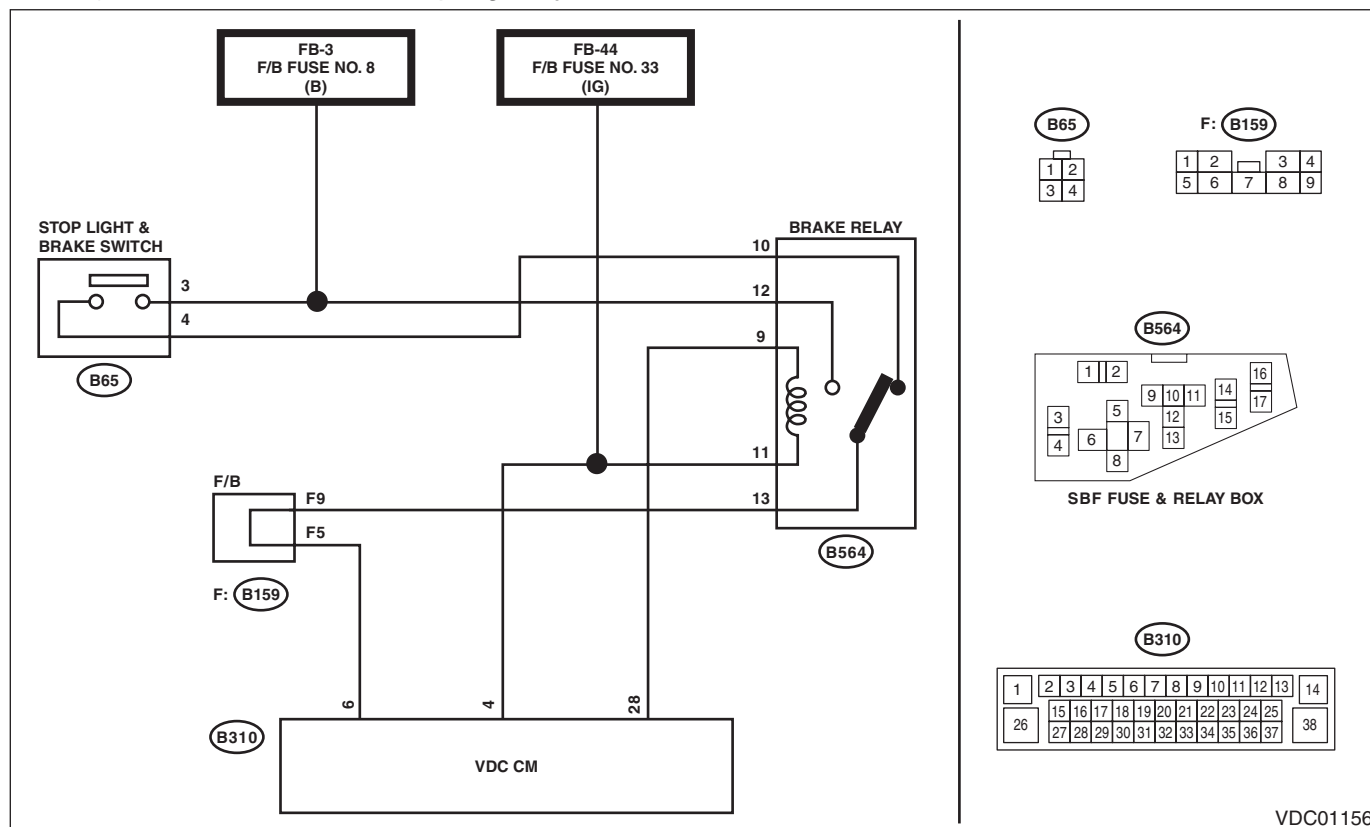 FB-3
F/B FUSE NO. 8
(B)
FB-44
F/B FUSE NO. 33
(IG)
STOP LIGHT &
BRAKE SWITCH
3
4
B65
BRAKE RELAY
10
12
9
11
13
B564
F/B
F9
F5
F: B159
6
4
28
B310
VDC CM
B65
1 2
3 4
F: B159
1 2 3 4
5 6 7 8 9
B564
1 2
16
17
14
15
9 10 11
12
13
3
4
5
6 7
8
SBF FUSE & RELAY BOX
B310
1 2 3 4 5 6 7 8 9 10 11 12 13 14
15 16 17 18 19 20 21 22 23 24 25
26 27 28 29 30 31 32 33 34 35 36 37 38
VDC01156